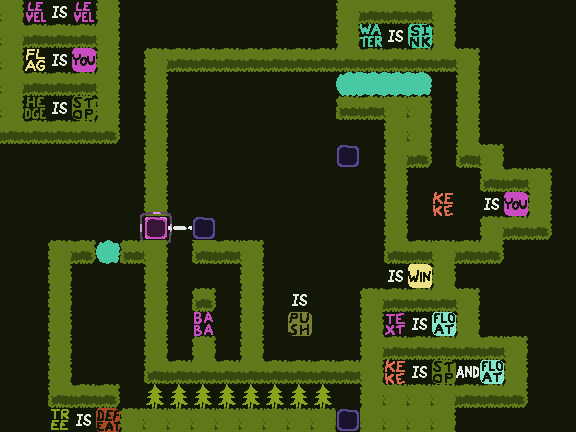 LEVEL IS LEVEL
WATER IS SINK
FLAG IS YOU
HEDGE IS STOP
KEKE IS YOU
IS WIN
IS
BABA PUSH
TEXT IS FLOAT
KEKE IS STOP AND FLOAT
TREE IS DEFEAT